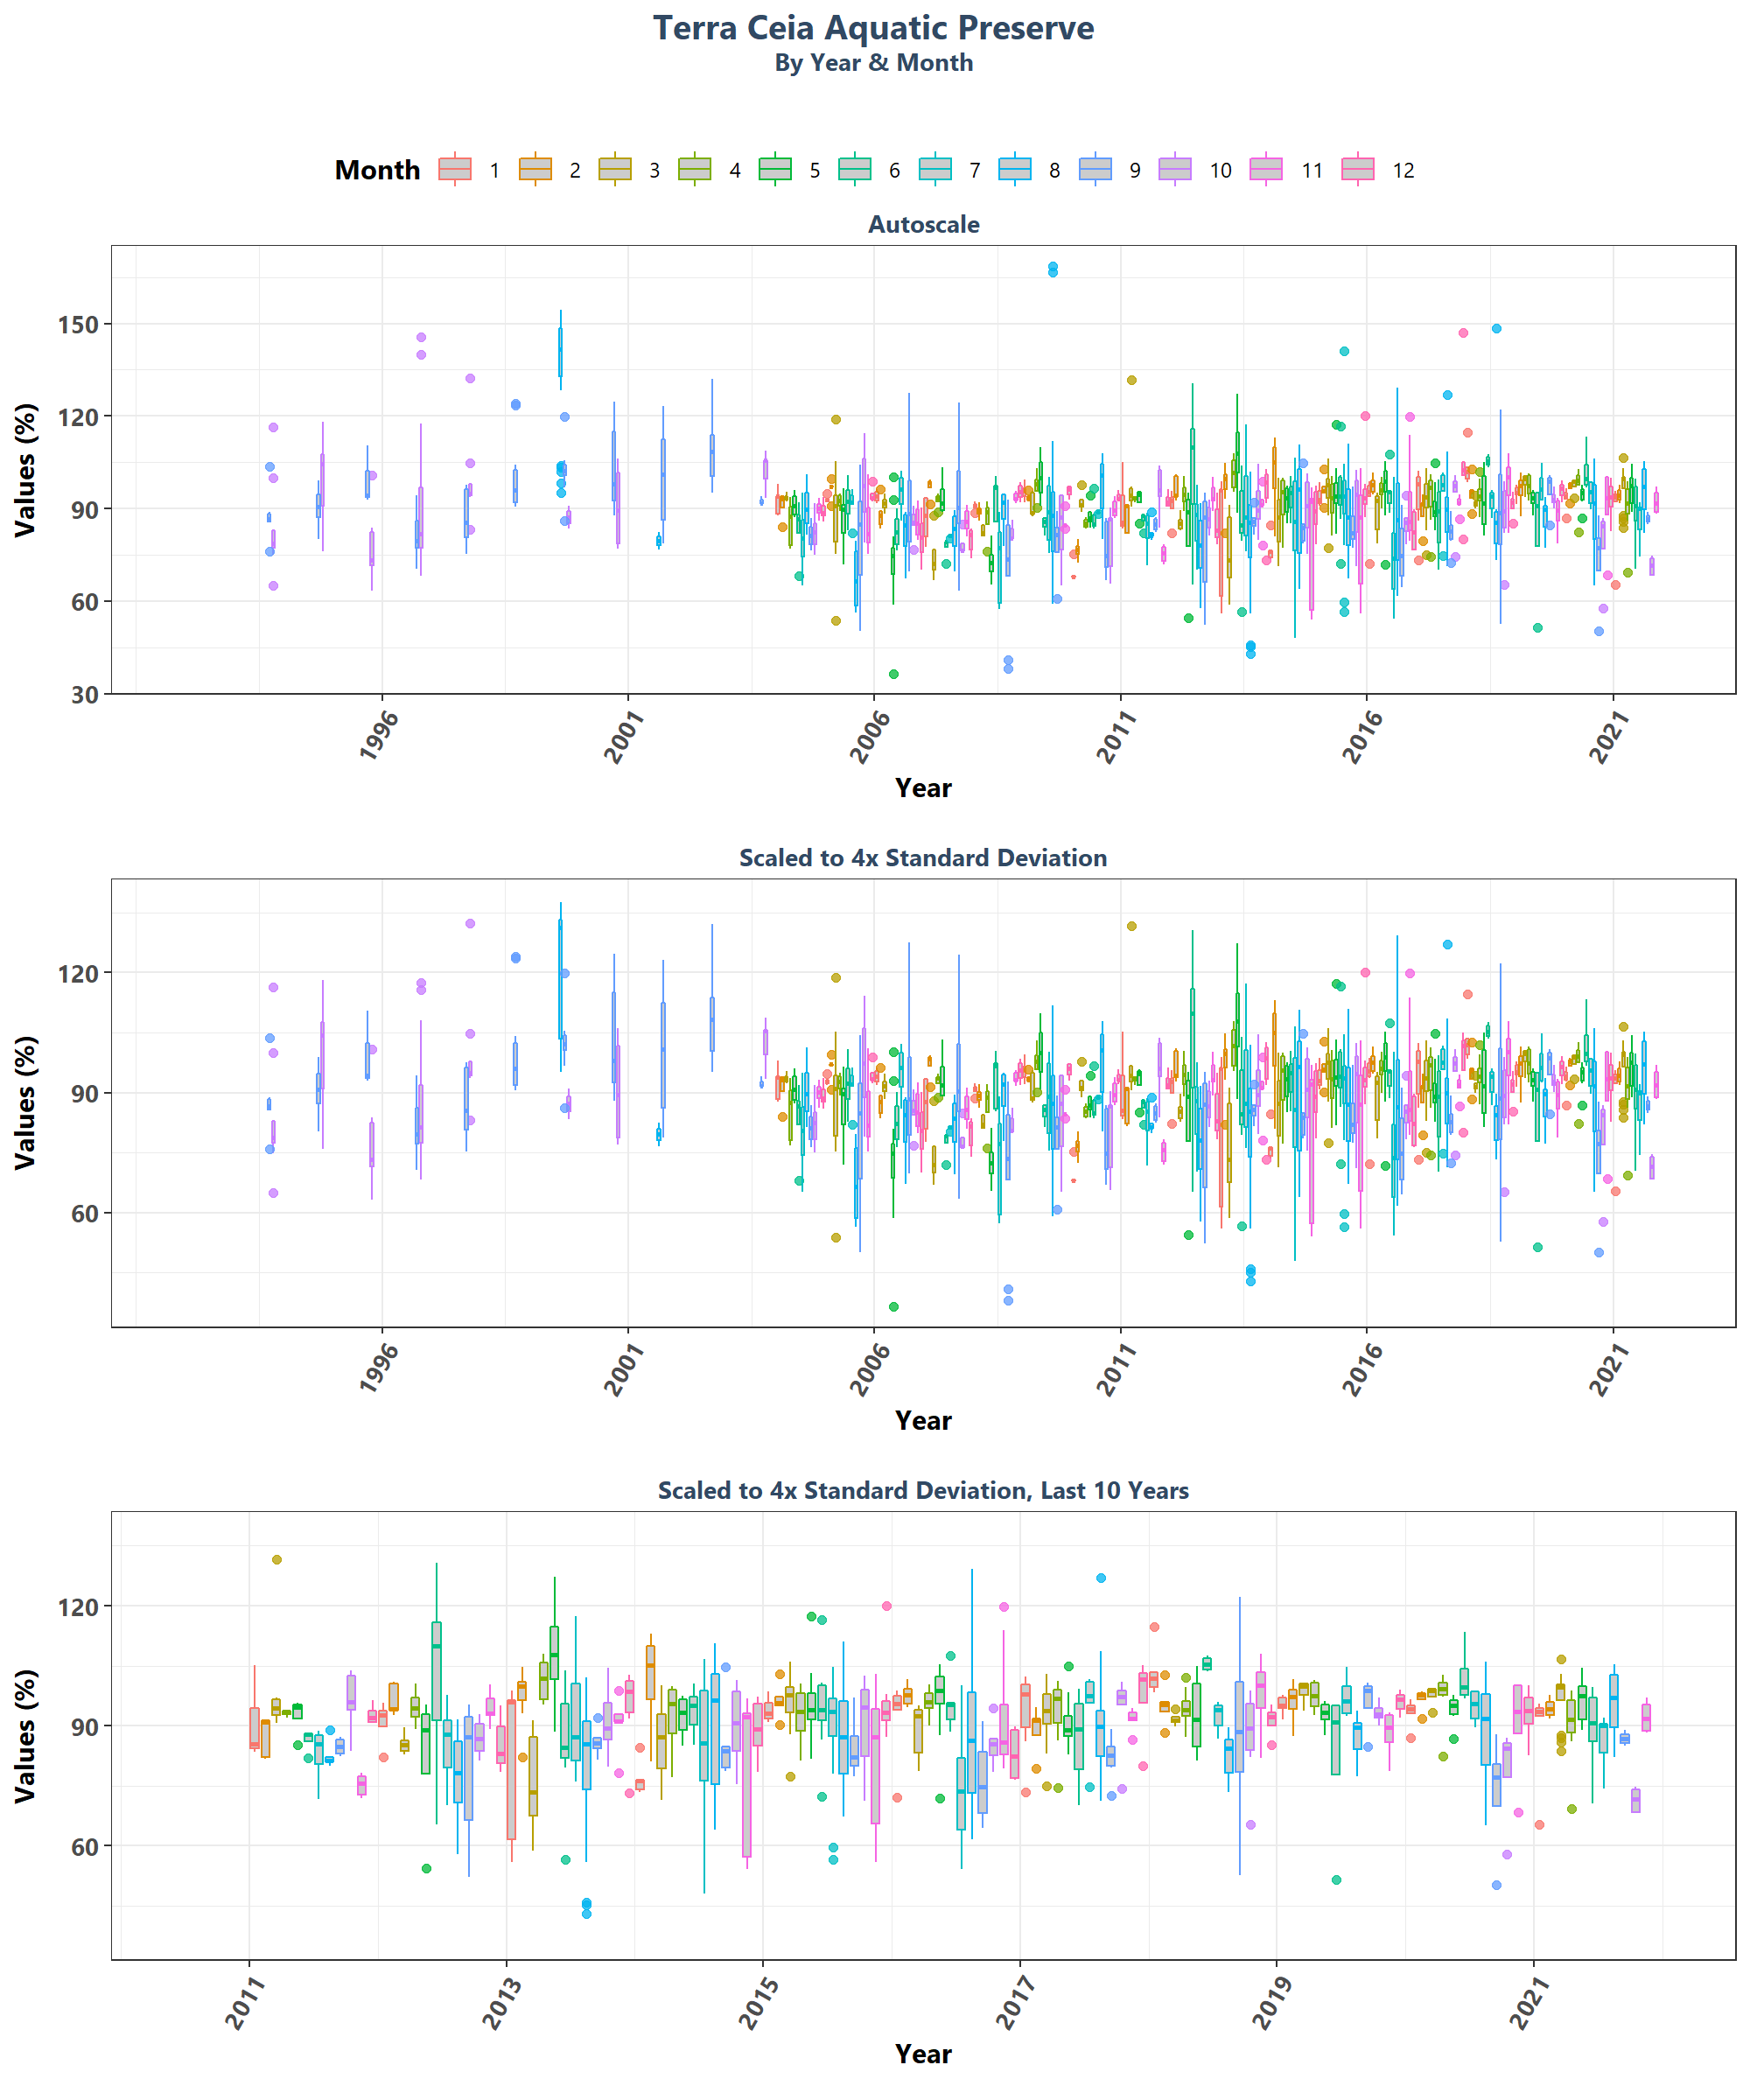 Terra Ceia Aquatic Preserve
By Year & Month
Month 1 2 3 4 5 6 7 8 9 10 11 12
Autoscale
Values (%)
150
120
90
60
30
1996 2001 2006 2011 2016 2021
Year
Scaled to 4x Standard Deviation
Values (%)
120
90
60
1996 2001 2006 2011 2016 2021
Year
Scaled to 4x Standard Deviation, Last 10 Years
Values (%)
120
90
60
2011 2013 2015 2017 2019 2021
Year